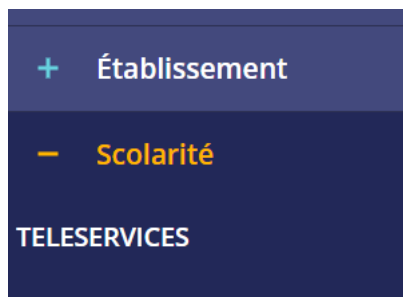 + Établissement
− Scolarité
TELESERVICES